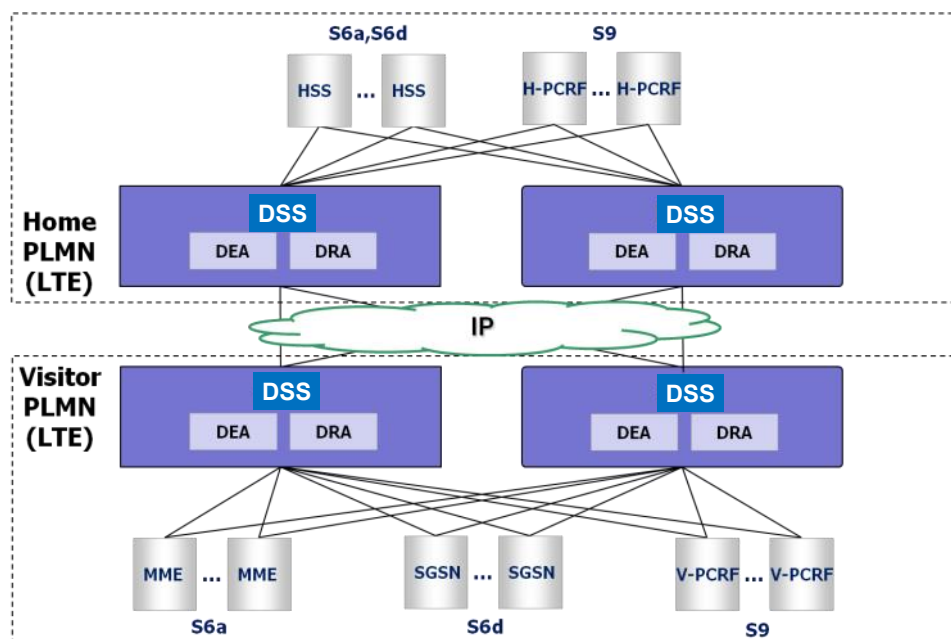 S6a,S6d
S9
HSS ... HSS
H-PCRF ... H-PCRF
Home
PLMN
(LTE)
DSS
DEA
DRA
DSS
DEA
DRA
IP
Visitor
PLMN
(LTE)
DSS
DEA
DRA
DSS
DEA
DRA
MME ... MME
SGSN ... SGSN
V-PCRF ... V-PCRF
S6a
S6d
S9